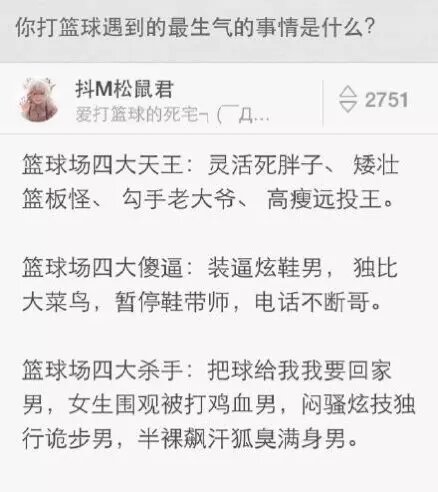 你打篮球遇到的最生气的事情是什么？
抖M松鼠君
爱打篮球的死宅┑(￣Д…
2751
篮球场四大天王：灵活死胖子、矮壮
篮板怪、勾手老大爷、高瘦远投王。
篮球场四大傻逼：装逼炫鞋男，独比
大菜鸟，暂停鞋带师，电话不断哥。
篮球场四大杀手：把球给我我要回家
男，女生围观被打鸡血男，闷骚炫技独
行诡步男，半裸飙汗狐臭满身男。